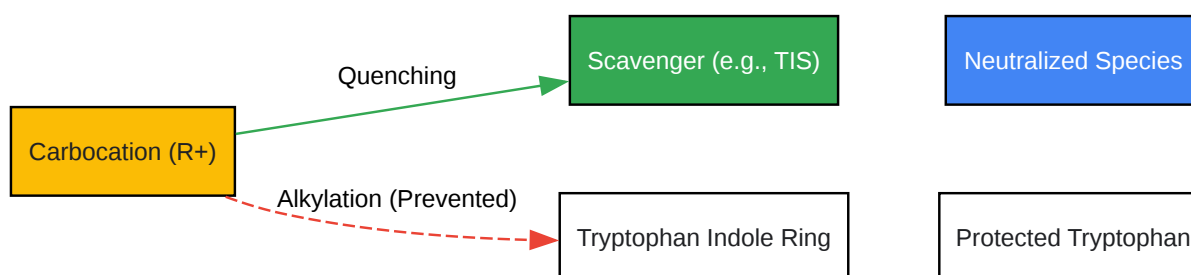 Quenching
Scavenger (e.g., TIS)
Neutralized Species
Carbocation (R+)
Alkylation (Prevented)
Tryptophan Indole Ring
Protected Tryptophan